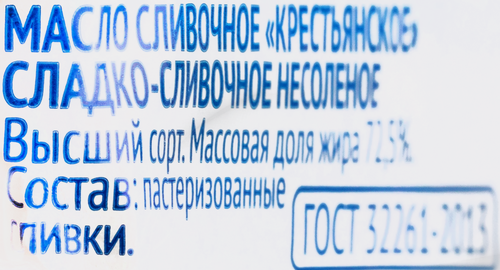 Масло сливочное «Крестьянское»
сладко-сливочное несоленое
Высший сорт. Массовая доля жира 72,5%.
Состав: пастеризованные
сливки.
ГОСТ 32261-2013